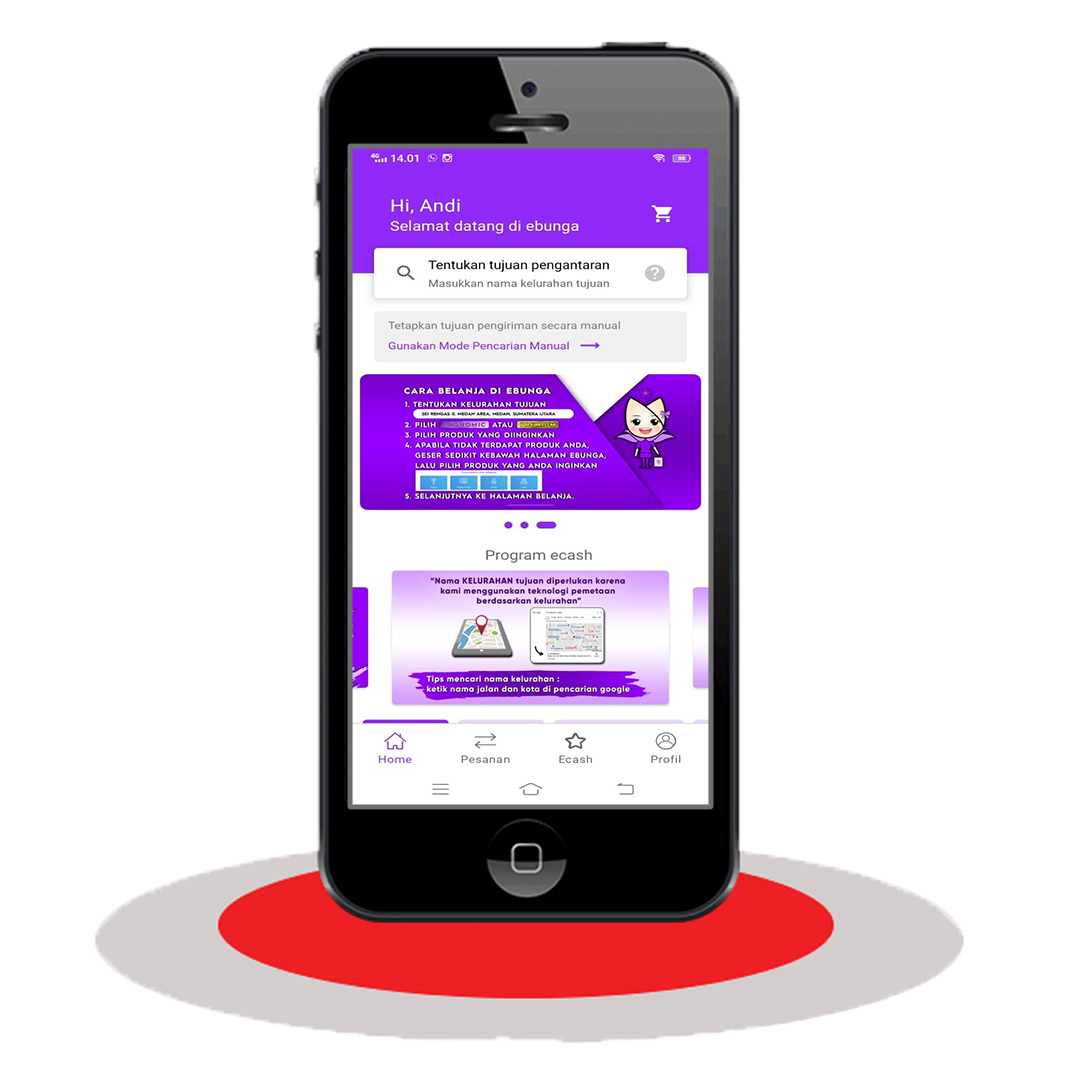 4G 14.01 88
Hi, Andi
Selamat datang di ebunga
Tentukan tujuan pengantaran
Masukkan nama kelurahan tujuan
Tetapkan tujuan pengiriman secara manual
Gunakan Mode Pencarian Manual
CARA BELANJA DI EBUNGA
1. TENTUKAN KELURAHAN TUJUAN
SEI RENGAS II, MEDAN AREA, MEDAN, SUMATERA UTARA
2. PILIH ATAU
3. PILIH PRODUK YANG DIINGINKAN
4. APABILA TIDAK TERDAPAT PRODUK ANDA,
GESER SEDIKIT KEBAWAH HALAMAN EBUNGA,
LALU PILIH PRODUK YANG ANDA INGINKAN
5. SELANJUTNYA KE HALAMAN BELANJA.
Program ecash
"Nama KELURAHAN tujuan diperlukan karena
kami menggunakan teknologi pemetaan
berdasarkan kelurahan"
Tips mencari nama kelurahan :
ketik nama jalan dan kota di pencarian google
Home Pesanan Ecash Profil